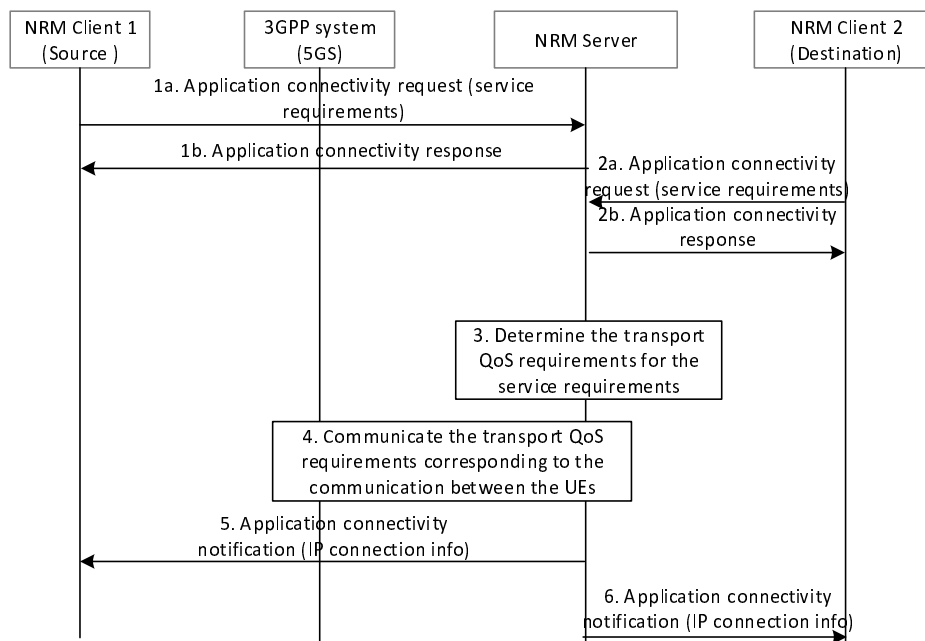 NRM Client 1
(Source )
3GPP system
(5GS)
NRM Server
NRM Client 2
(Destination)
1a. Application connectivity request (service
requirements)
1b. Application connectivity response
2a. Application connectivity
request (service requirements)
2b. Application connectivity
response
3. Determine the transport
QoS requirements for the
service requirements
4. Communicate the transport QoS
requirements corresponding to the
communication between the UEs
5. Application connectivity
notification (IP connection info)
6. Application connectivity
notification (IP connection info)